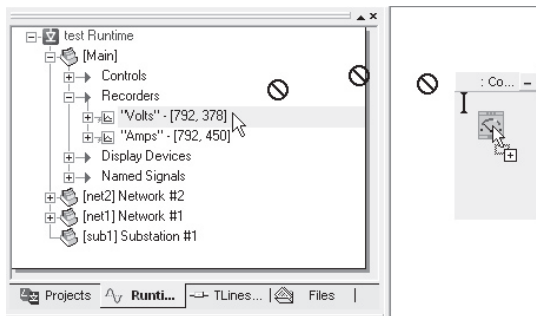 test Runtime
[Main]
Controls
Recorders
"Volts" - [792, 378]
"Amps" - [792, 450]
Display Devices
Named Signals
[net2] Network #2
[net1] Network #1
[sub1] Substation #1
Projects Runti... TLines... Files
: Co...